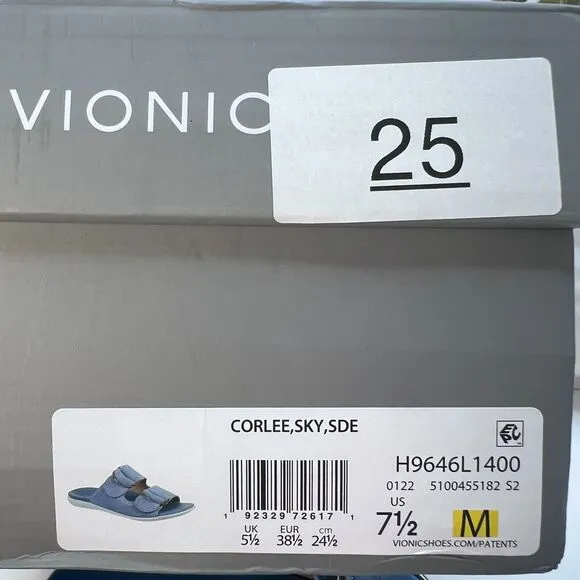 VIONIC
25
CORLEE,SKY,SDE
H9646L1400
0122 5100455182 S2
1 92329 72617 1
UK EUR cm US
5½ 38½ 24½ 7½ M
VIONICSHOES.COM/PATENTS